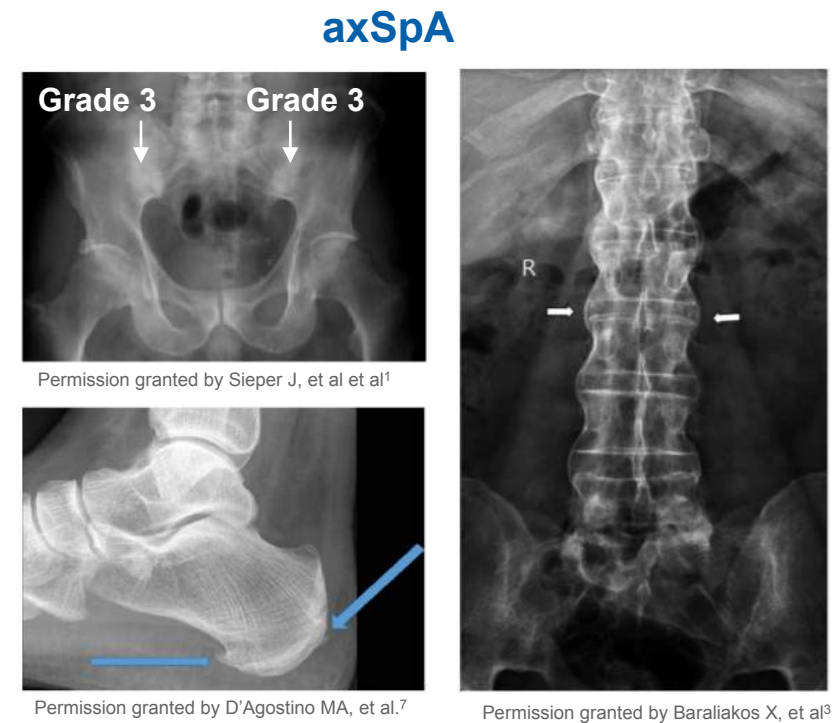 axSpA
Grade 3 Grade 3
Permission granted by Sieper J, et al et al1
R
Permission granted by D'Agostino MA, et al.7
Permission granted by Baraliakos X, et al3